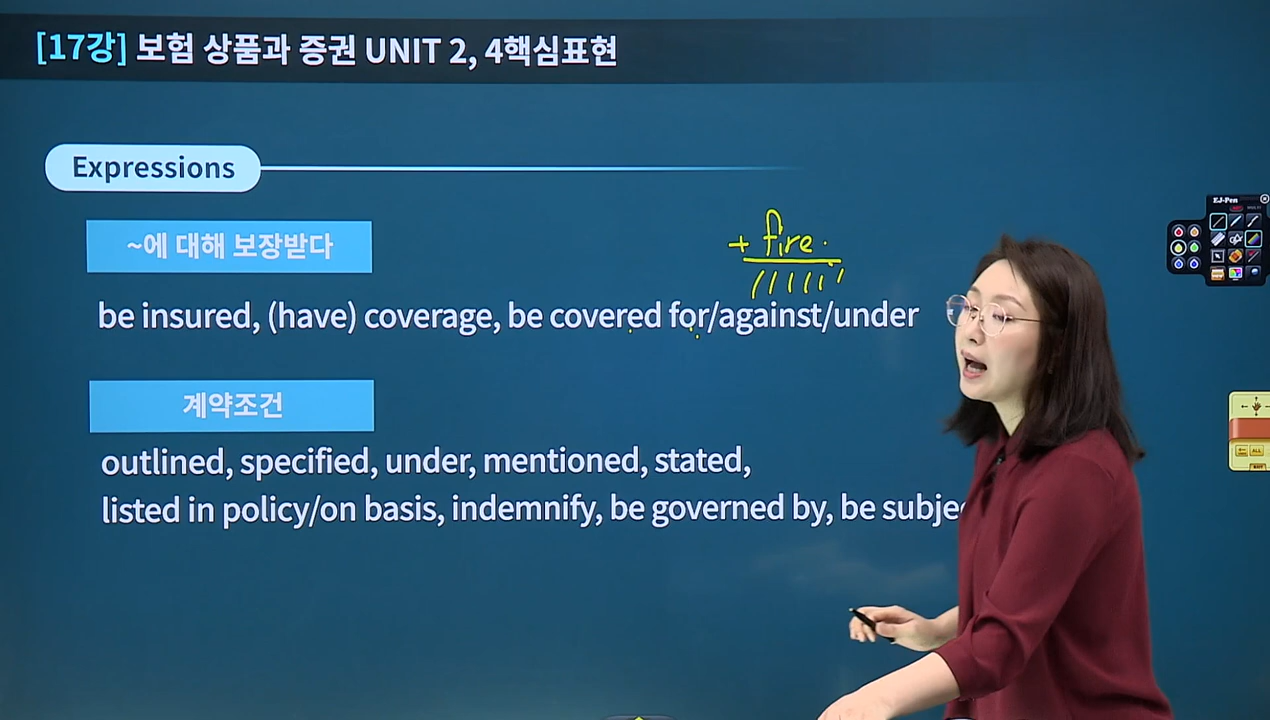 [17강] 보험 상품과 증권 UNIT 2, 4핵심표현
Expressions
~에 대해 보장받다
+ fire.
be insured, (have) coverage, be covered for/against/under
계약조건
outlined, specified, under, mentioned, stated,
listed in policy/on basis, indemnify, be governed by, be subjec
EJ-Pen
ALL